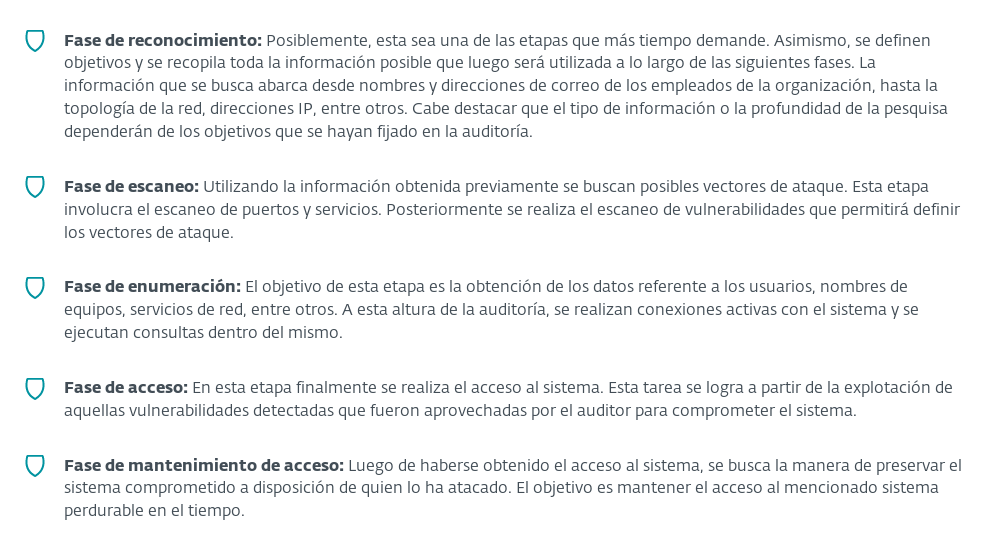 Fase de reconocimiento: Posiblemente, esta sea una de las etapas que más tiempo demande. Asimismo, se definen
objetivos y se recopila toda la información posible que luego será utilizada a lo largo de las siguientes fases. La
información que se busca abarca desde nombres y direcciones de correo de los empleados de la organización, hasta la
topología de la red, direcciones IP, entre otros. Cabe destacar que el tipo de información o la profundidad de la pesquisa
dependerán de los objetivos que se hayan fijado en la auditoría.
Fase de escaneo: Utilizando la información obtenida previamente se buscan posibles vectores de ataque. Esta etapa
involucra el escaneo de puertos y servicios. Posteriormente se realiza el escaneo de vulnerabilidades que permitirá definir
los vectores de ataque.
Fase de enumeración: El objetivo de esta etapa es la obtención de los datos referente a los usuarios, nombres de
equipos, servicios de red, entre otros. A esta altura de la auditoría, se realizan conexiones activas con el sistema y se
ejecutan consultas dentro del mismo.
Fase de acceso: En esta etapa finalmente se realiza el acceso al sistema. Esta tarea se logra a partir de la explotación de
aquellas vulnerabilidades detectadas que fueron aprovechadas por el auditor para comprometer el sistema.
Fase de mantenimiento de acceso: Luego de haberse obtenido el acceso al sistema, se busca la manera de preservar el
sistema comprometido a disposición de quien lo ha atacado. El objetivo es mantener el acceso al mencionado sistema
perdurable en el tiempo.